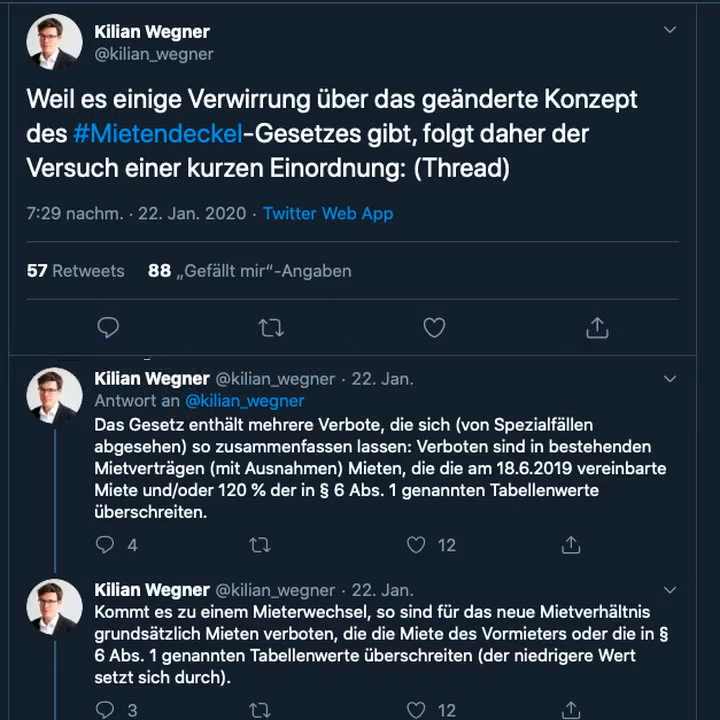 Kilian Wegner
@kilian_wegner
Weil es einige Verwirrung über das geänderte Konzept
des #Mietendeckel-Gesetzes gibt, folgt daher der
Versuch einer kurzen Einordnung: (Thread)
7:29 nachm. · 22. Jan. 2020 · Twitter Web App
57 Retweets 88 „Gefällt mir“-Angaben
Kilian Wegner @kilian_wegner · 22. Jan.
Antwort an @kilian_wegner
Das Gesetz enthält mehrere Verbote, die sich (von Spezialfällen
abgesehen) so zusammenfassen lassen: Verboten sind in bestehenden
Mietverträgen (mit Ausnahmen) Mieten, die die am 18.6.2019 vereinbarte
Miete und/oder 120 % der in § 6 Abs. 1 genannten Tabellenwerte
überschreiten.
4 12
Kilian Wegner @kilian_wegner · 22. Jan.
Kommt es zu einem Mieterwechsel, so sind für das neue Mietverhältnis
grundsätzlich Mieten verboten, die die Miete des Vormieters oder die in §
6 Abs. 1 genannten Tabellenwerte überschreiten (der niedrigere Wert
setzt sich durch).
3 12